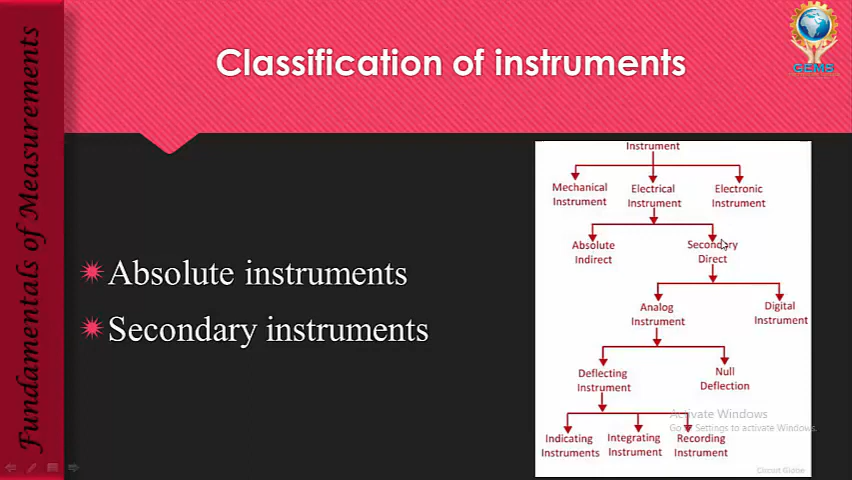 Fundamentals of Measurements
Classification of instruments
GEMS
Absolute instruments
Secondary instruments
Instrument
Mechanical Instrument
Electrical Instrument
Electronic Instrument
Absolute Indirect
Secondary Direct
Analog Instrument
Digital Instrument
Deflecting Instrument
Null Deflection
Indicating Instruments
Integrating Instrument
Recording Instrument
Activate Windows
Go to Settings to activate Windows.
Circuit Globe